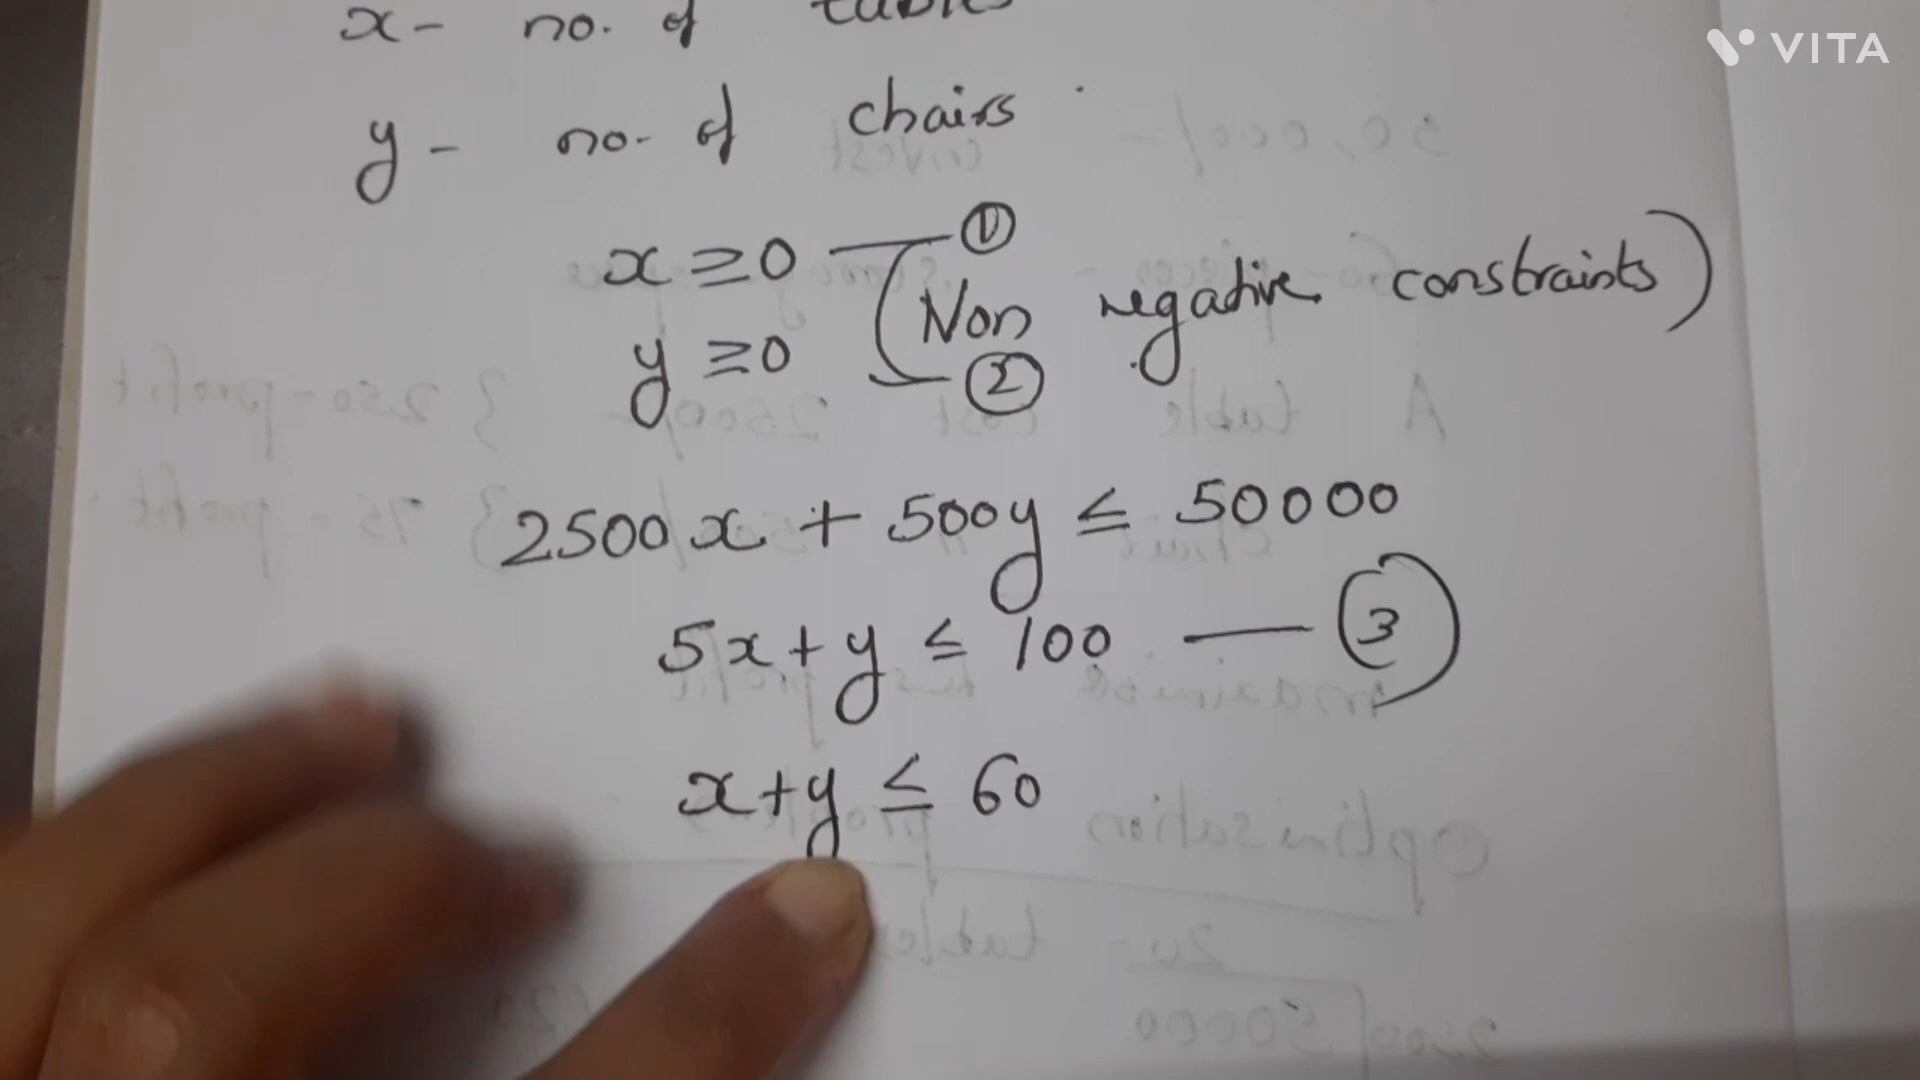 VITA
x - no. of tables
y - no. of chairs
x ≥ 0 — ①
(Non negative constraints)
y ≥ 0 — ②
2500x + 500y ≤ 50000
5x + y ≤ 100 — ③
x + y ≤ 60